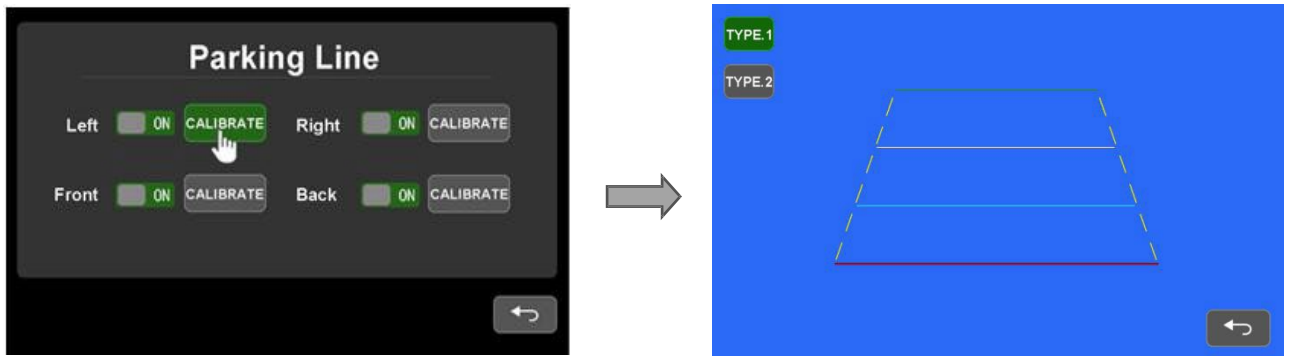 Parking Line
Left ON CALIBRATE Right ON CALIBRATE
Front ON CALIBRATE Back ON CALIBRATE
TYPE.1
TYPE.2